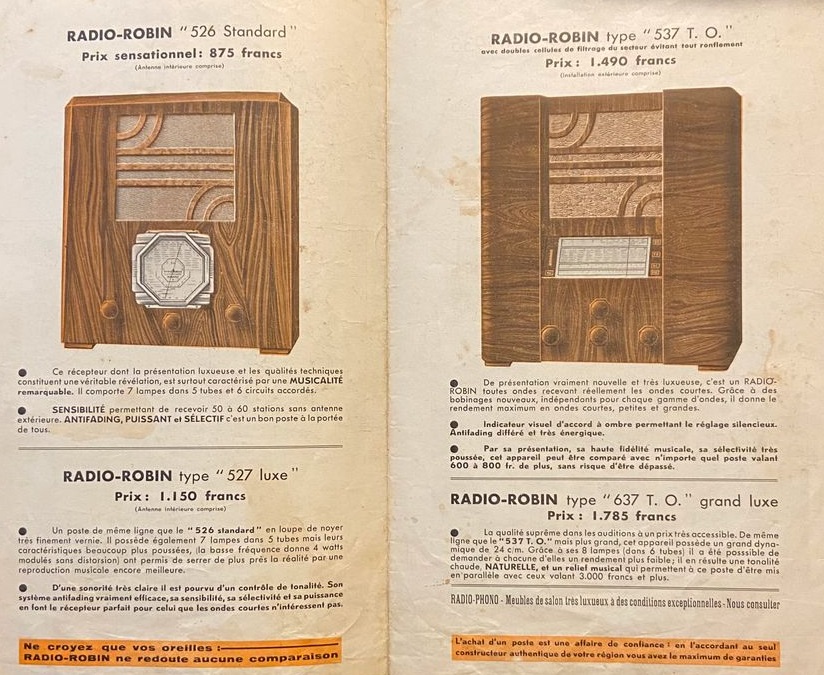 RADIO-ROBIN "526 Standard"
Prix sensationnel: 875 francs
(Antenne intérieure comprise)
● Ce récepteur dont la présentation luxueuse et les qualités techniques
constituent une véritable révélation, est surtout caractérisé par une MUSICALITÉ
remarquable. Il comporte 7 lampes dans 5 tubes et 6 circuits accordés.
● SENSIBILITÉ permettant de recevoir 50 à 60 stations sans antenne
extérieure. ANTIFADING, PUISSANT et SÉLECTIF c'est un bon poste à la portée
de tous.
RADIO-ROBIN type "527 luxe"
Prix : 1.150 francs
(Antenne intérieure comprise)
● Un poste de même ligne que le "526 standard" en loupe de noyer
très finement vernie. Il possède également 7 lampes dans 5 tubes mais leurs
caractéristiques beaucoup plus poussées, (la basse fréquence donne 4 watts
modulés sans distorsion) ont permis de serrer de plus près la réalité par une
reproduction musicale encore meilleure.
● D'une sonorité très claire il est pourvu d'un contrôle de tonalité. Son
système antifading vraiment efficace, sa sensibilité, sa sélectivité et sa puissance
en font le récepteur parfait pour celui que les ondes courtes n'intéressent pas.
Ne croyez que vos oreilles :
RADIO-ROBIN ne redoute aucune comparaison
RADIO-ROBIN type "537 T. O."
avec doubles cellules de filtrage du secteur évitant tout ronflement
Prix : 1.490 francs
(Installation extérieure comprise)
● De présentation vraiment nouvelle et très luxueuse, c'est un RADIO-
ROBIN toutes ondes recevant réellement les ondes courtes. Grâce à des
bobinages nouveaux, indépendants pour chaque gamme d'ondes, il donne le
rendement maximum en ondes courtes, petites et grandes.
● Indicateur visuel d'accord à ombre permettant le réglage silencieux.
Antifading différé et très énergique.
● Par sa présentation, sa haute fidélité musicale, sa sélectivité très
poussée, cet appareil peut être comparé avec n'importe quel poste valant
600 à 800 fr. de plus, sans risque d'être dépassé.
RADIO-ROBIN type "637 T. O." grand luxe
Prix : 1.785 francs
● La qualité suprême dans les auditions à un prix très accessible. De même
ligne que le "537 T. O." mais plus grand, cet appareil possède un grand dyna-
mique de 24 c/m. Grâce à ses 8 lampes (dans 6 tubes) il a été posssible de
demander à chacune d'elles un rendement plus faible; il en résulte une tonalité
chaude, NATURELLE, et un relief musical qui permettent à ce poste d'être mis
en parallèle avec ceux valant 3.000 francs et plus.
RADIO-PHONO - Meubles de salon très luxueux à des conditions exceptionnelles - Nous consulter
L'achat d'un poste est une affaire de confiance : en l'accordant au seul
constructeur authentique de votre région vous avez le maximum de garanties